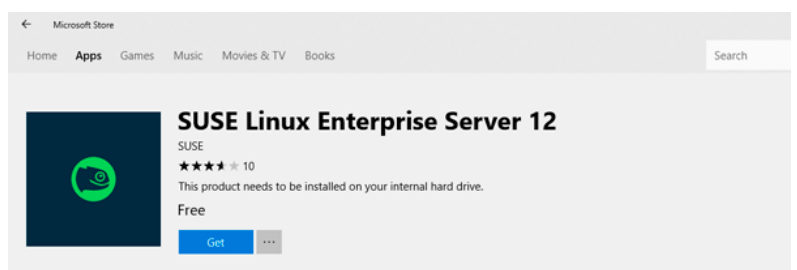 Microsoft Store
Home Apps Games Music Movies & TV Books Search
SUSE Linux Enterprise Server 12
SUSE
10
This product needs to be installed on your internal hard drive.
Free
Get